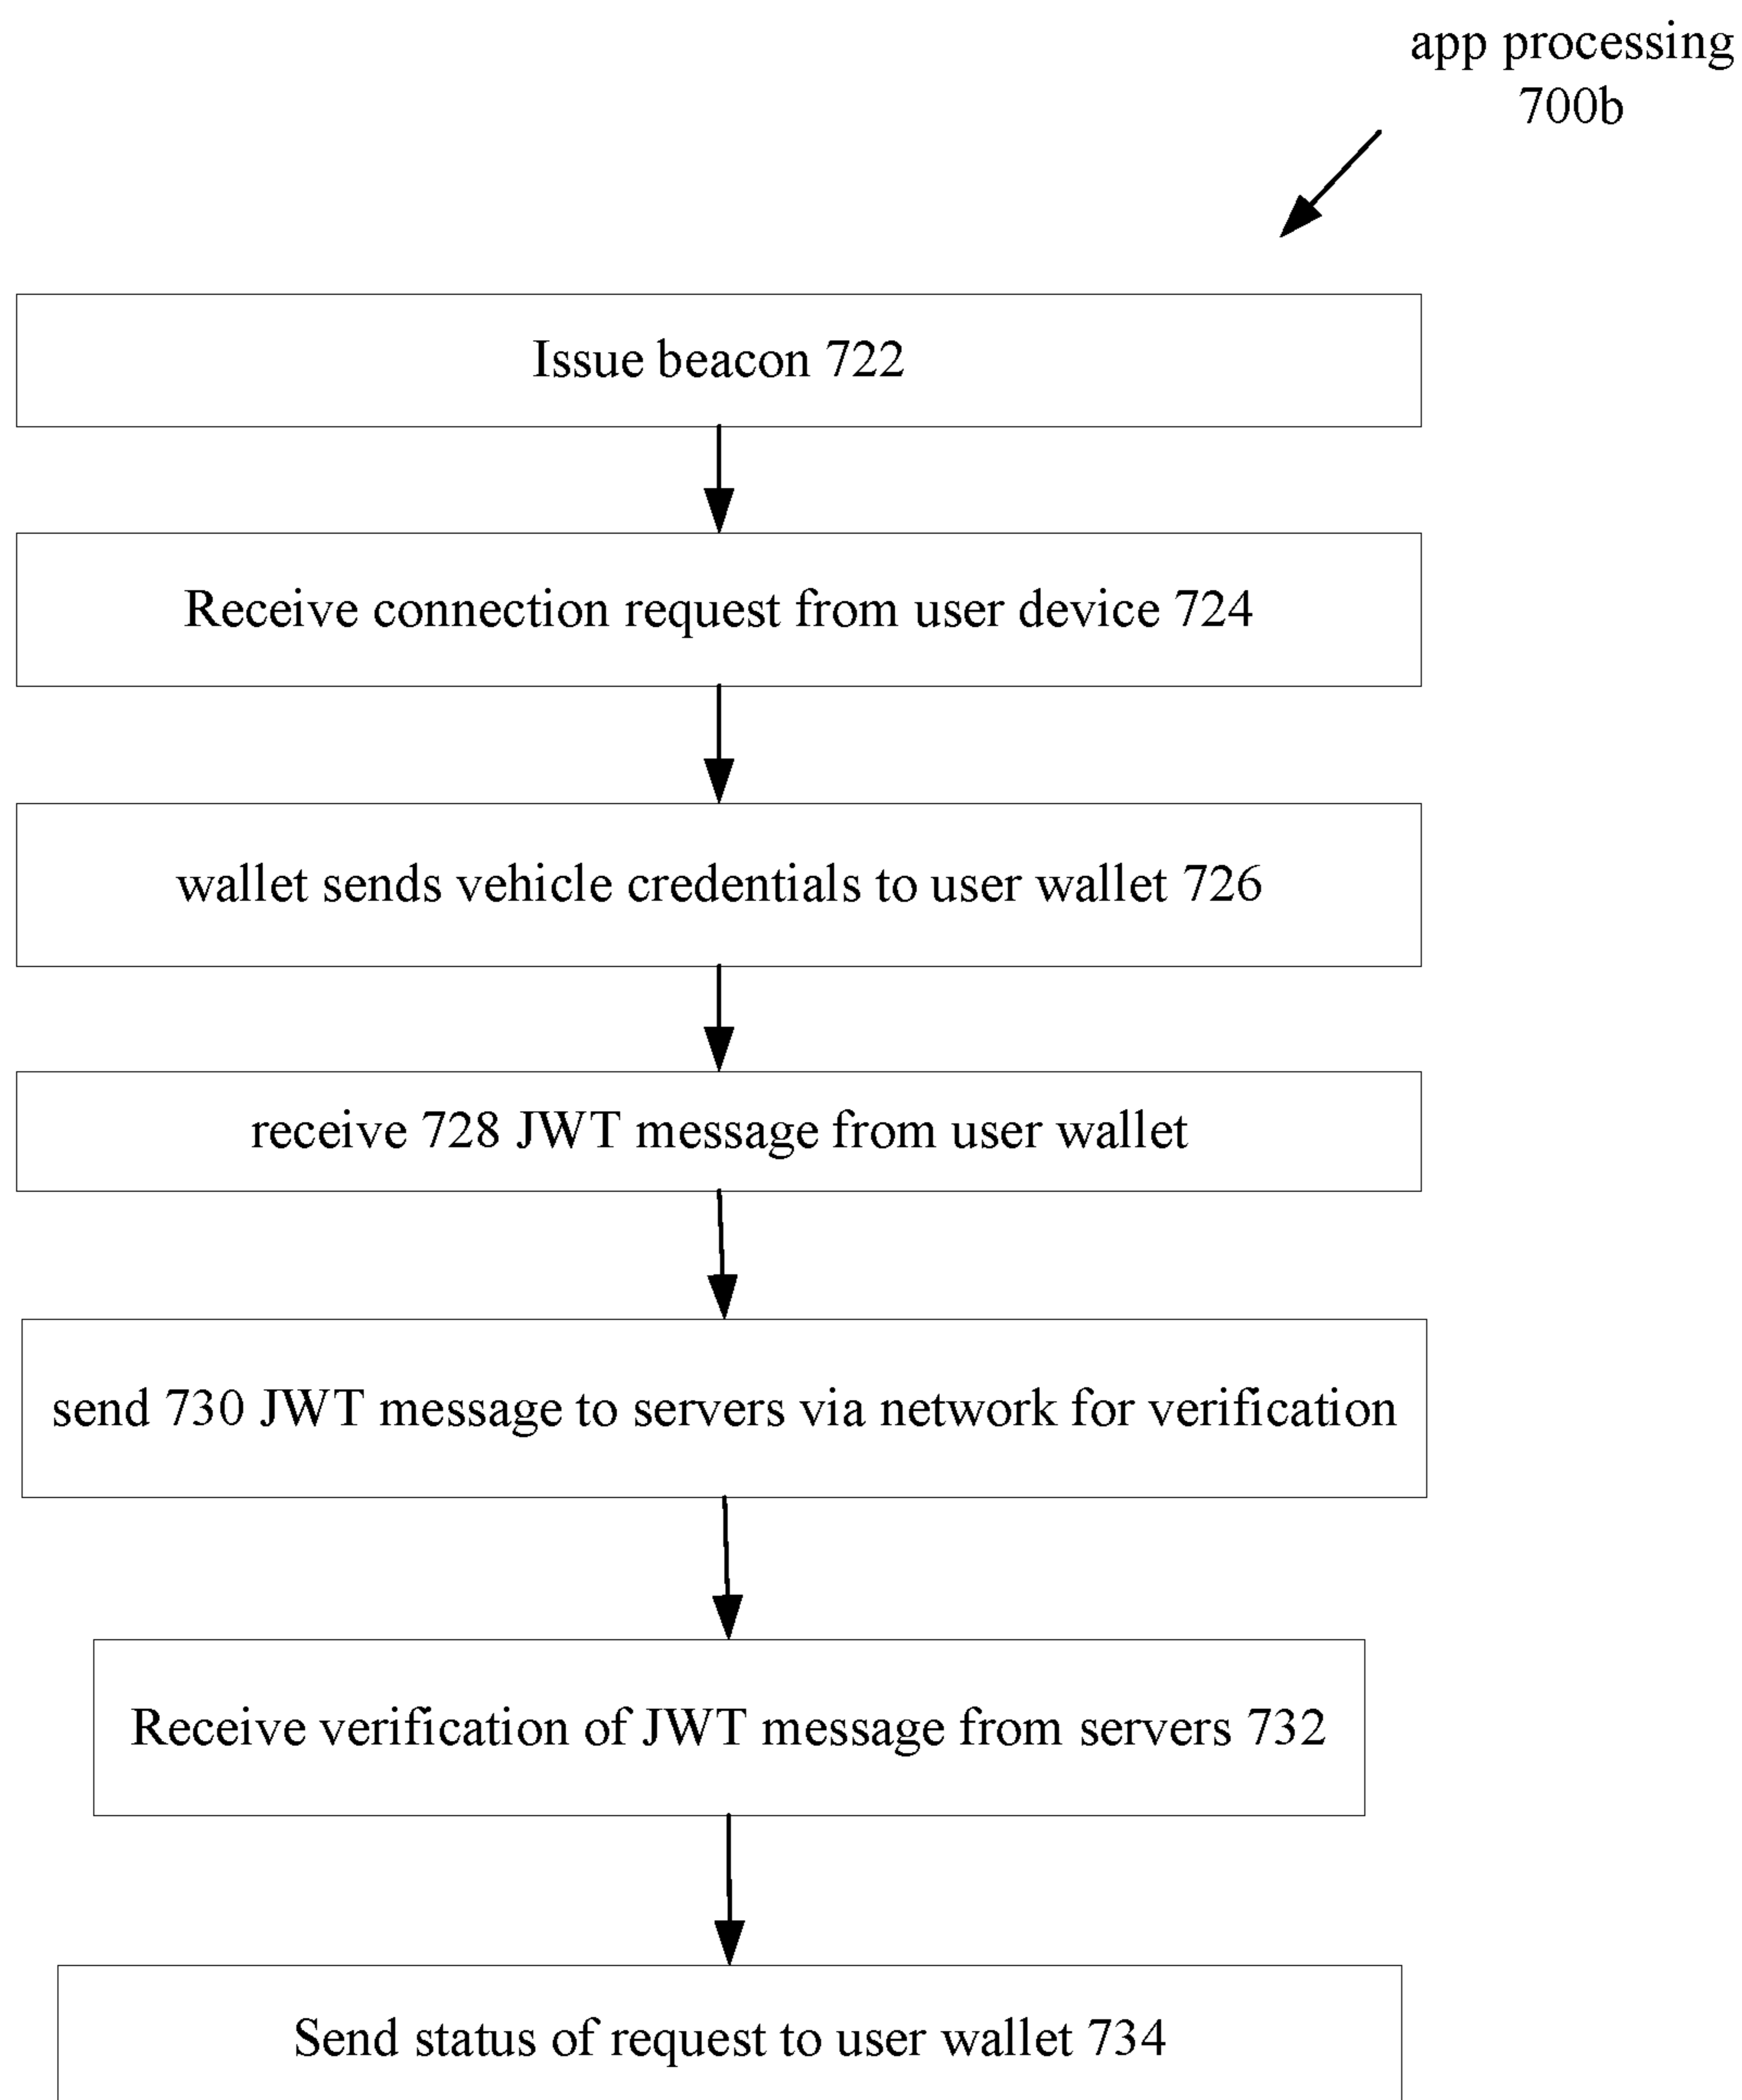 app processing
700b
Issue beacon 722
Receive connection request from user device 724
wallet sends vehicle credentials to user wallet 726
receive 728 JWT message from user wallet
send 730 JWT message to servers via network for verification
Receive verification of JWT message from servers 732
Send status of request to user wallet 734